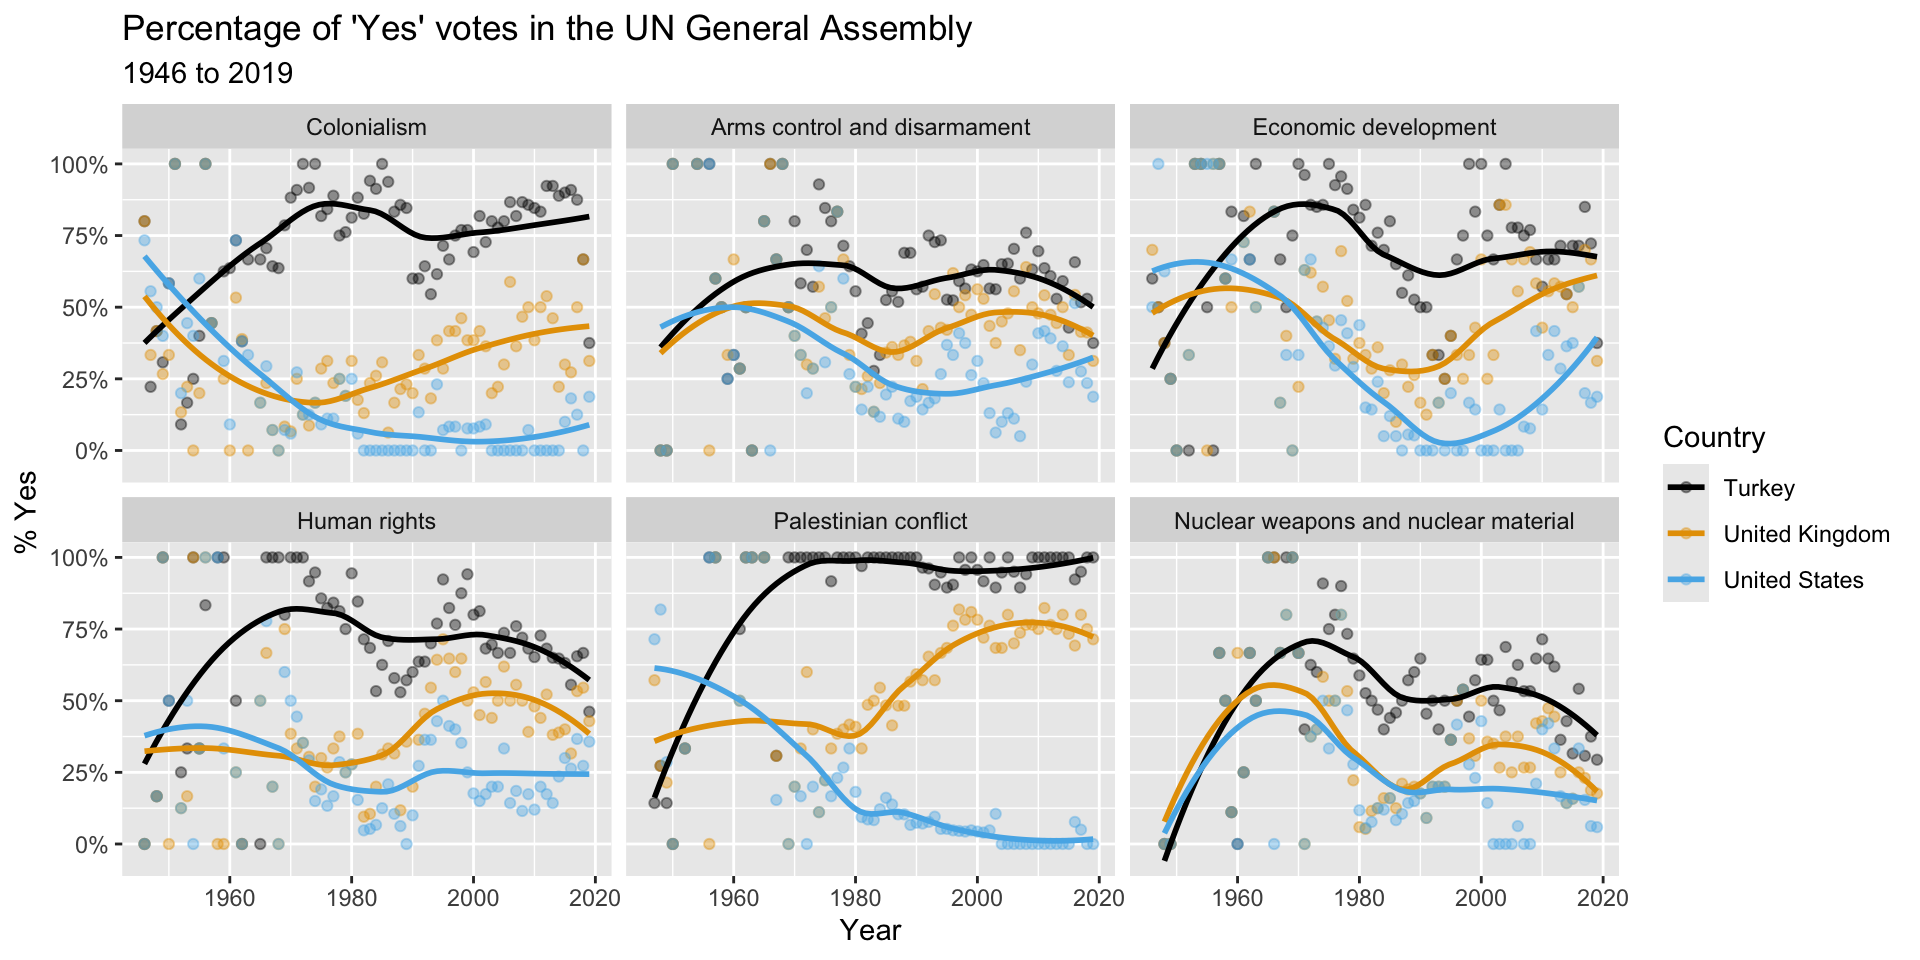 Percentage of 'Yes' votes in the UN General Assembly
1946 to 2019
Colonialism
Arms control and disarmament
Economic development
100%
75%
50%
25%
0%
Human rights
Palestinian conflict
Nuclear weapons and nuclear material
100%
75%
50%
25%
0%
1960 1980 2000 2020
1960 1980 2000 2020
1960 1980 2000 2020
% Yes
Year
Country
Turkey
United Kingdom
United States